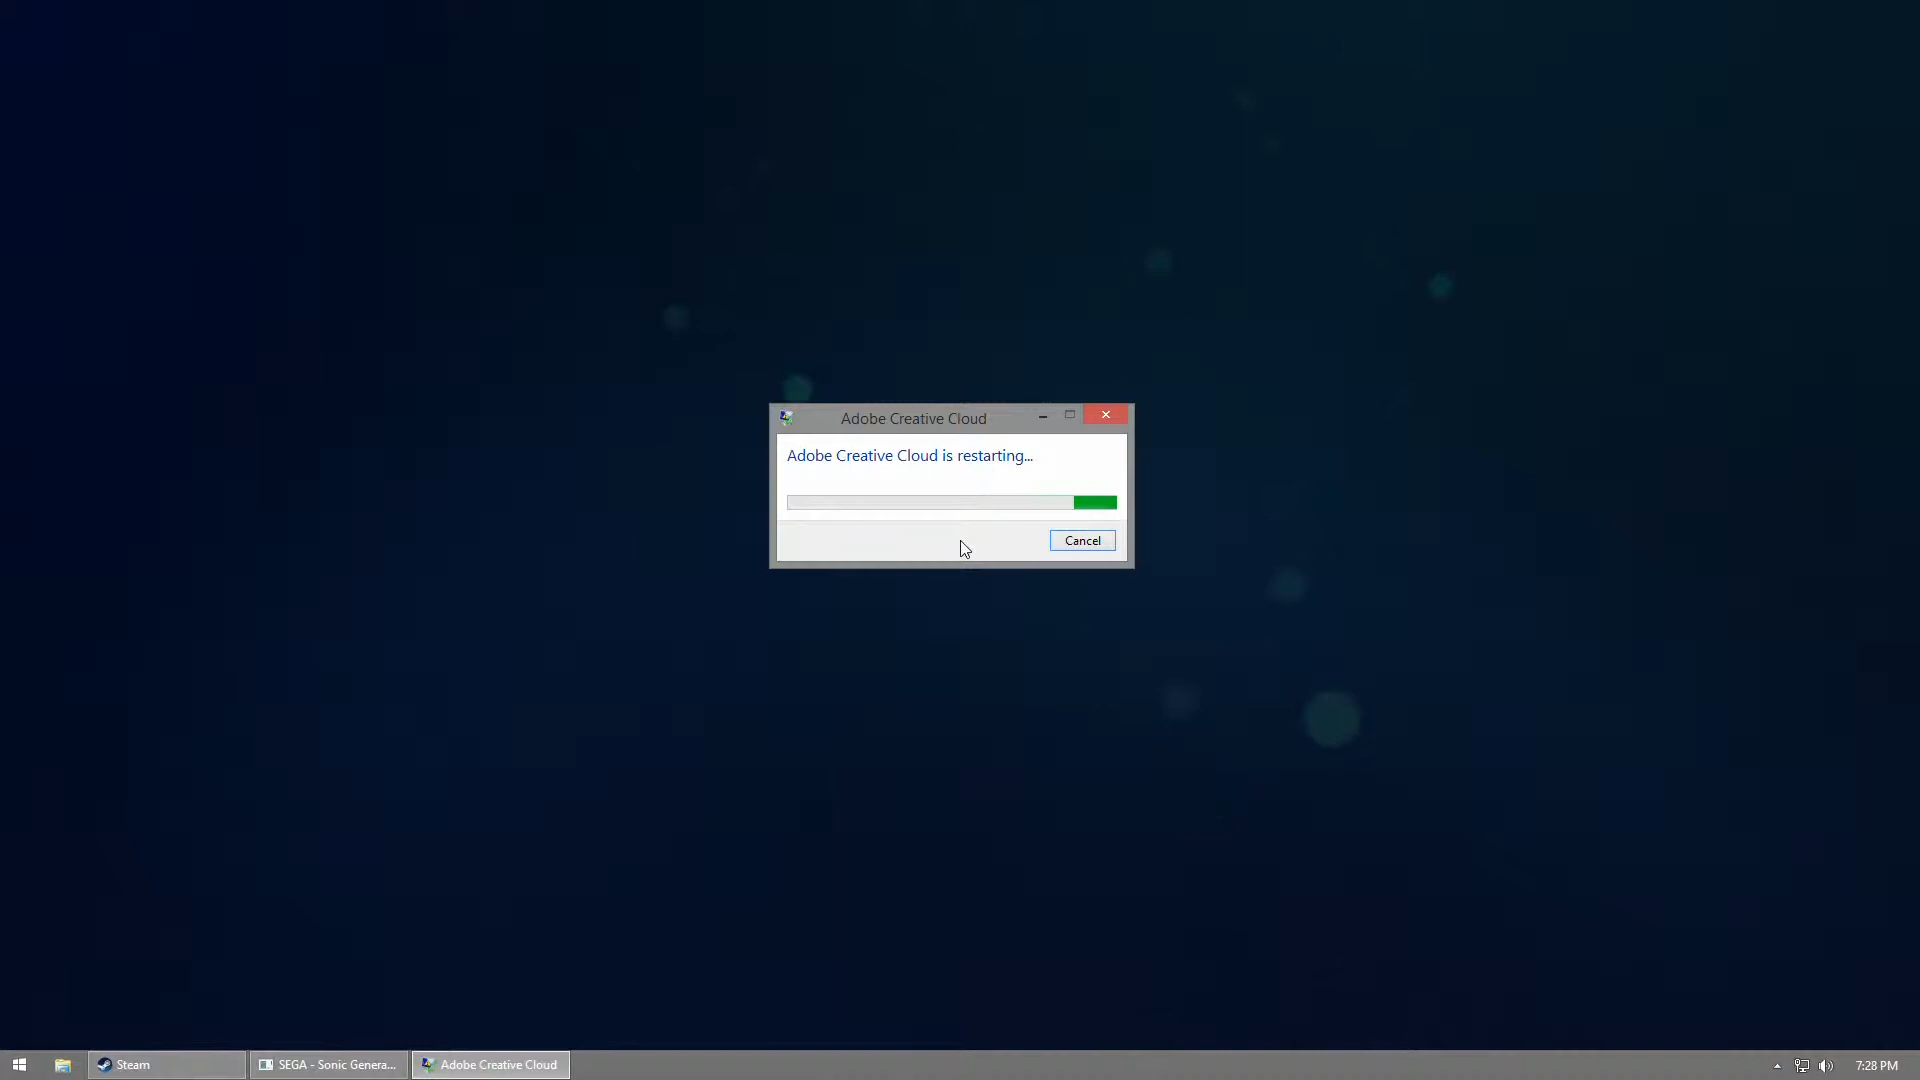 Adobe Creative Cloud
Adobe Creative Cloud is restarting...
Cancel
Steam
SEGA - Sonic Genera...
Adobe Creative Cloud
7:28 PM